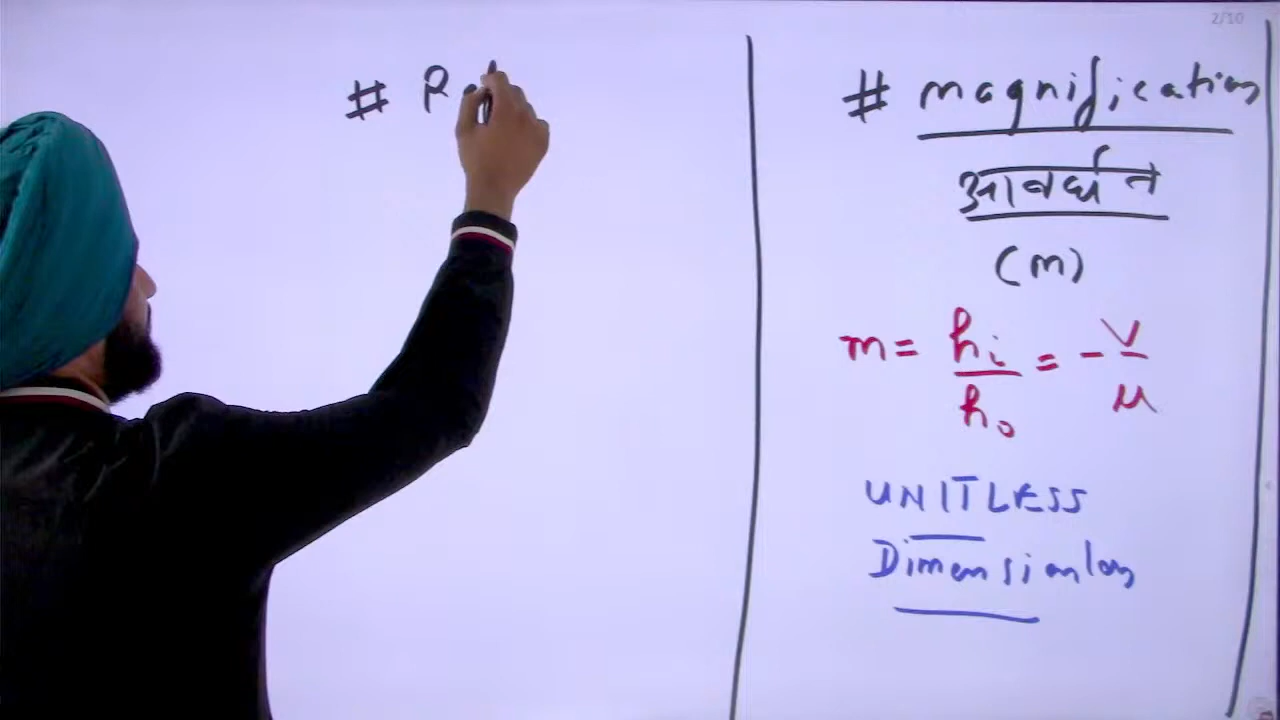 2/10
#
# magnification
आवर्धन
(m)
m = hi/ho = - v/u
UNITLESS
Dimensionless